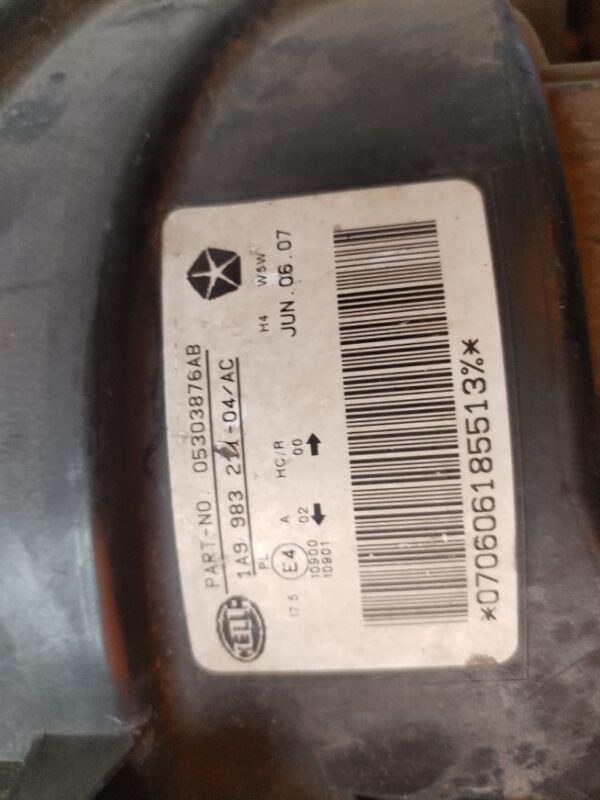 PART-NO. 05303876AB
HELLA 1A9 983 -04/AC
PL H4 W5W
17.5 E4 A HC/R JUN.06.07
10900 02 ← 00 →
10901
*070606185513%*